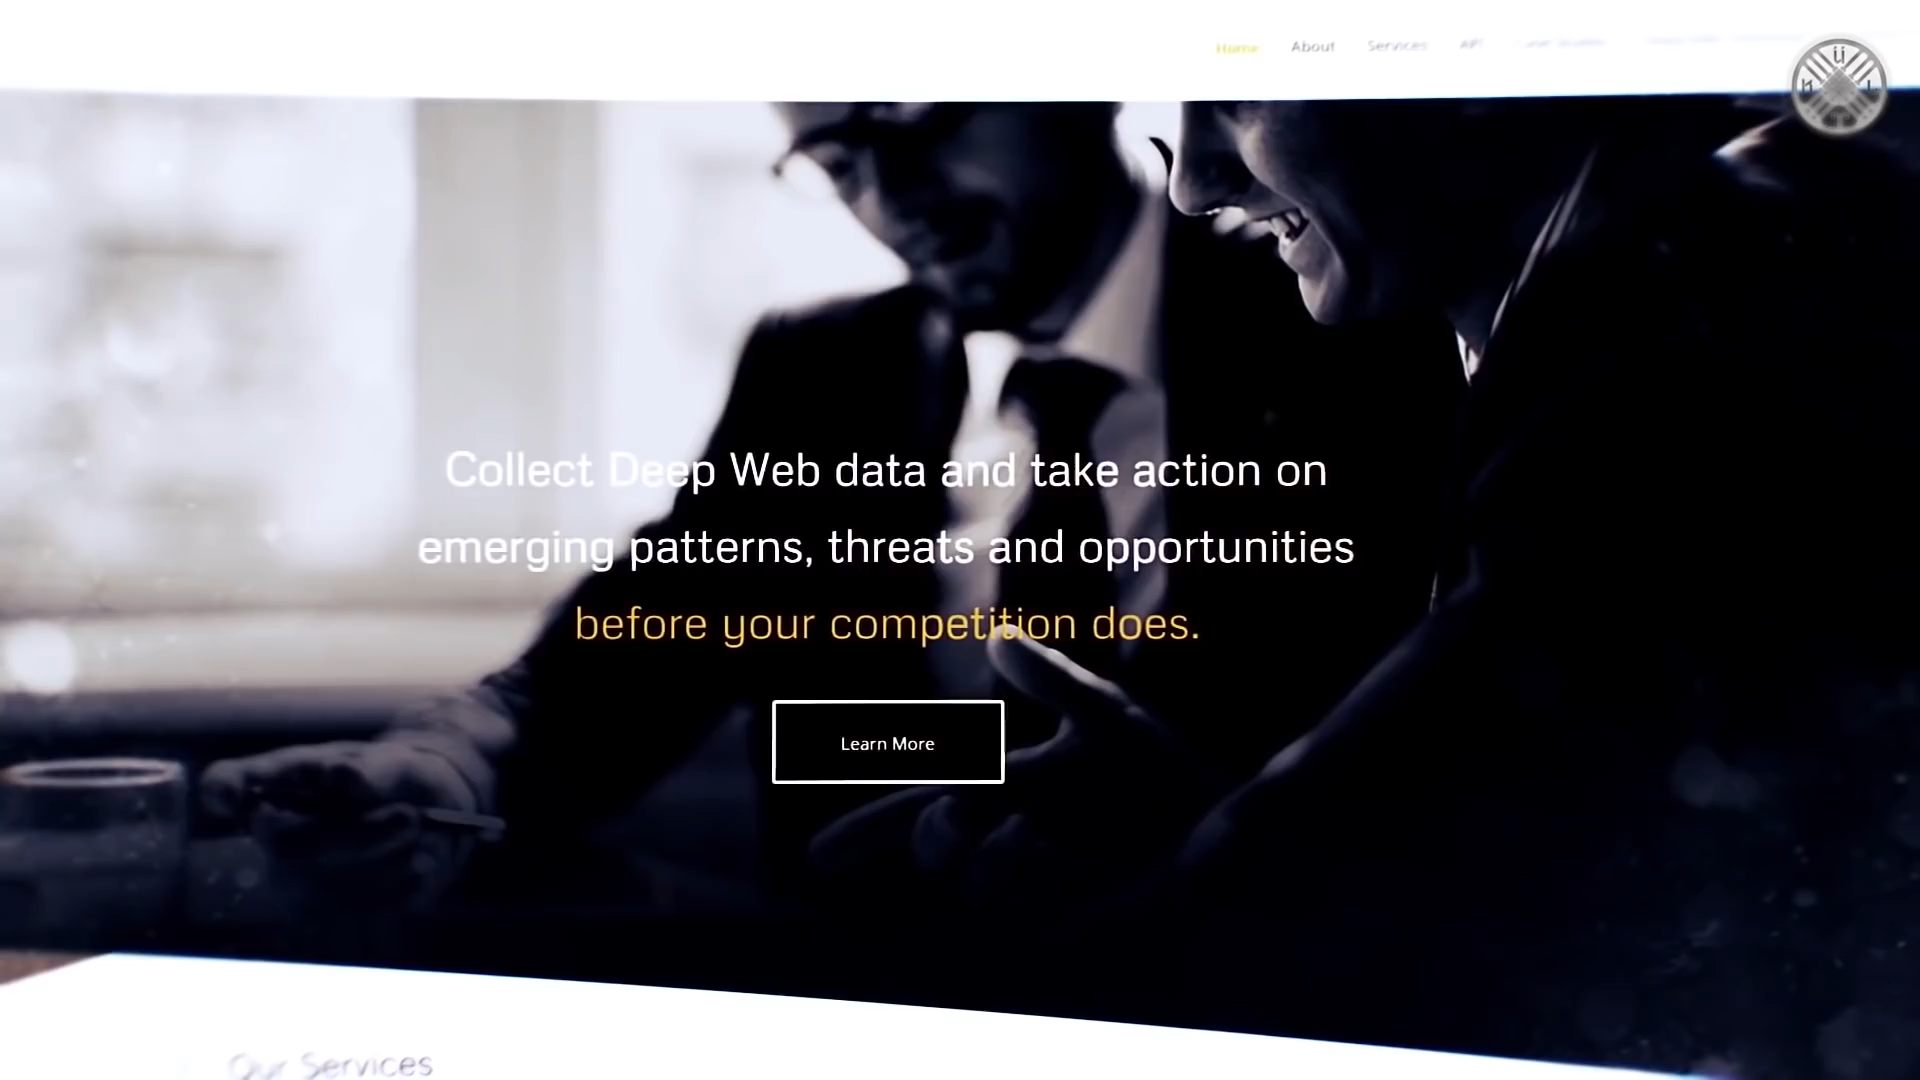 Home About Services API
Collect Deep Web data and take action on
emerging patterns, threats and opportunities
before your competition does.
Learn More
Our Services